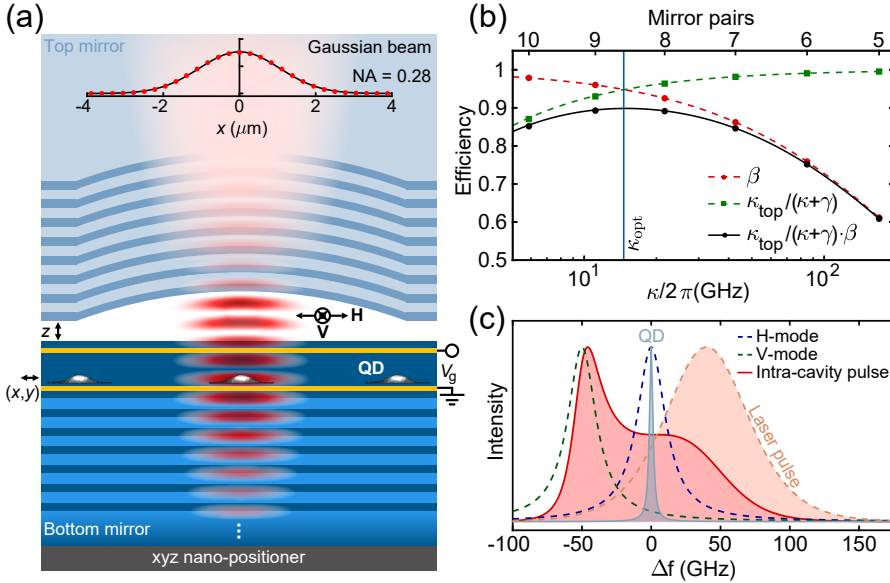 (a)
Top mirror
Gaussian beam
NA = 0.28
-4 -2 0 2 4
x (μm)
z
H
V
QD
(x,y)
Vg
Bottom mirror
xyz nano-positioner
(b)
Mirror pairs
10 9 8 7 6 5
Efficiency
1
0.9
0.8
0.7
0.6
0.5
β
κtop/(κ+γ)
κtop/(κ+γ)·β
κopt
10¹ 10²
κ/2π(GHz)
(c)
QD
H-mode
V-mode
Intra-cavity pulse
Laser pulse
Intensity
-100 -50 0 50 100 150
Δf (GHz)